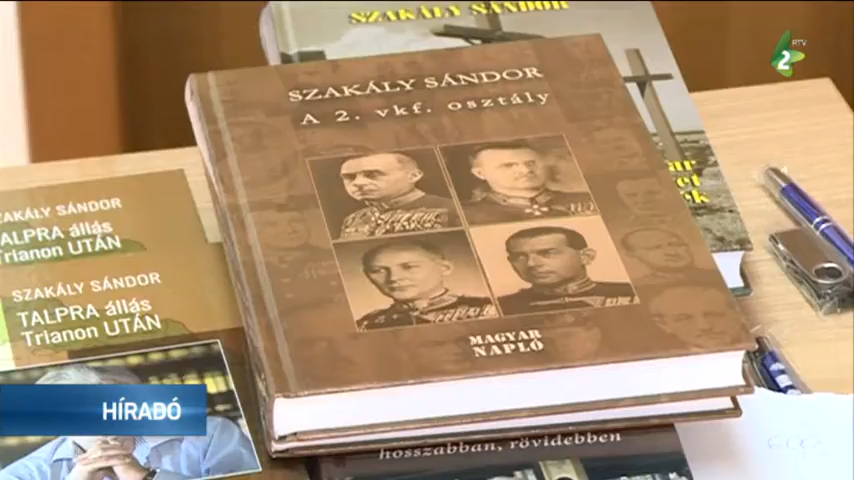 SZAKÁLY SÁNDOR
RTV
2
SZAKÁLY SÁNDOR
A 2. vkf. osztály
SZAKÁLY SÁNDOR
TALPRA állás
Trianon UTÁN
SZAKÁLY SÁNDOR
TALPRA állás
Trianon UTÁN
MAGYAR
NAPLÓ
HÍRADÓ
hosszabban, rövidebben